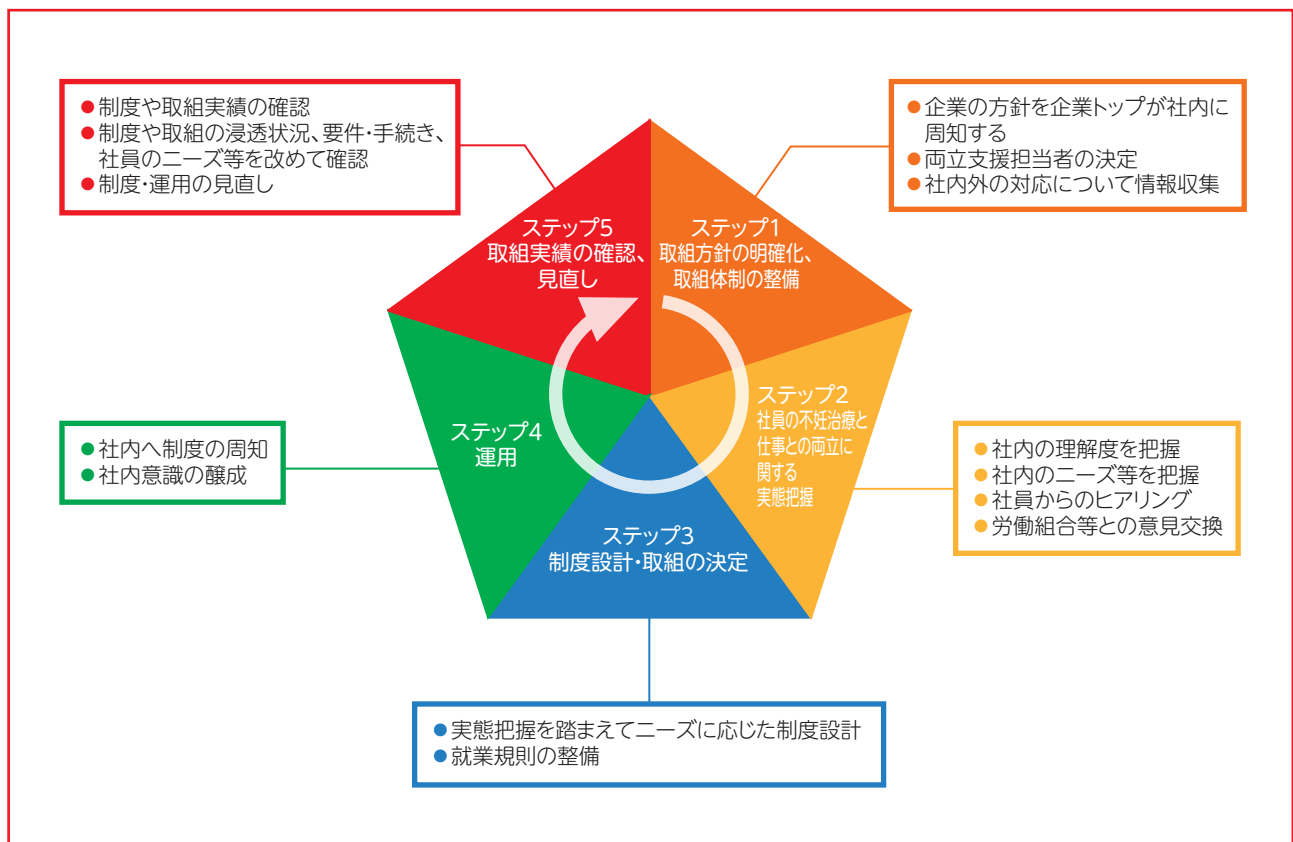 ステップ1
取組方針の明確化、
取組体制の整備
●企業の方針を企業トップが社内に
周知する
●両立支援担当者の決定
●社内外の対応について情報収集
ステップ2
社員の不妊治療と
仕事との両立に
関する
実態把握
●社内の理解度を把握
●社内のニーズ等を把握
●社員からのヒアリング
●労働組合等との意見交換
ステップ3
制度設計・取組の決定
●実態把握を踏まえてニーズに応じた制度設計
●就業規則の整備
ステップ4
運用
●社内へ制度の周知
●社内意識の醸成
ステップ5
取組実績の確認、
見直し
●制度や取組実績の確認
●制度や取組の浸透状況、要件・手続き、
社員のニーズ等を改めて確認
●制度・運用の見直し